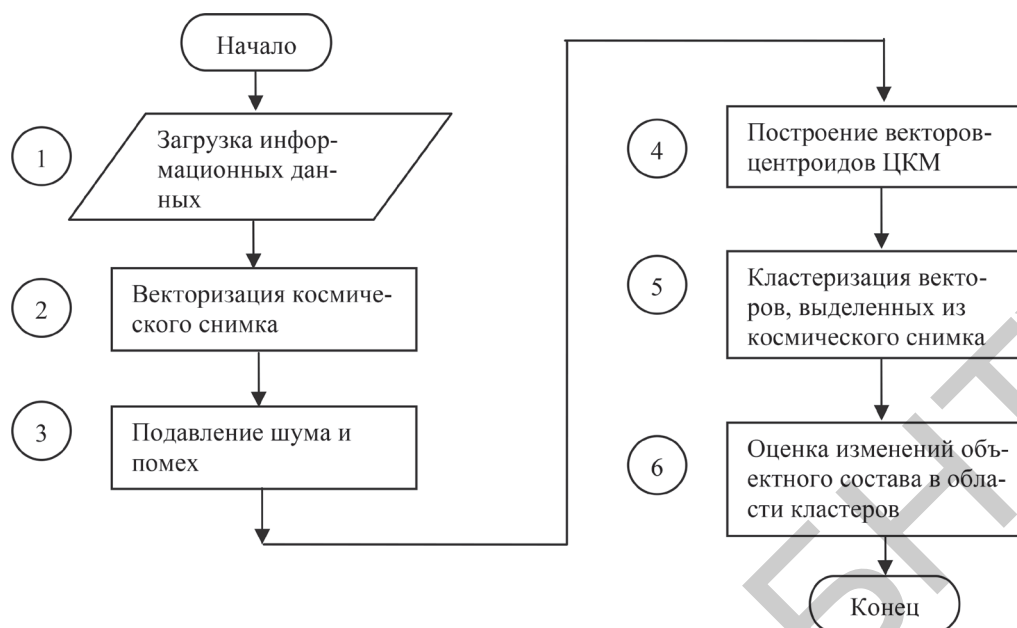 Начало
1
Загрузка инфор-
мационных дан-
ных
2
Векторизация космиче-
ского снимка
3
Подавление шума и
помех
4
Построение векторов-
центроидов ЦКМ
5
Кластеризация векто-
ров, выделенных из
космического снимка
6
Оценка изменений объ-
ектного состава в обла-
сти кластеров
Конец